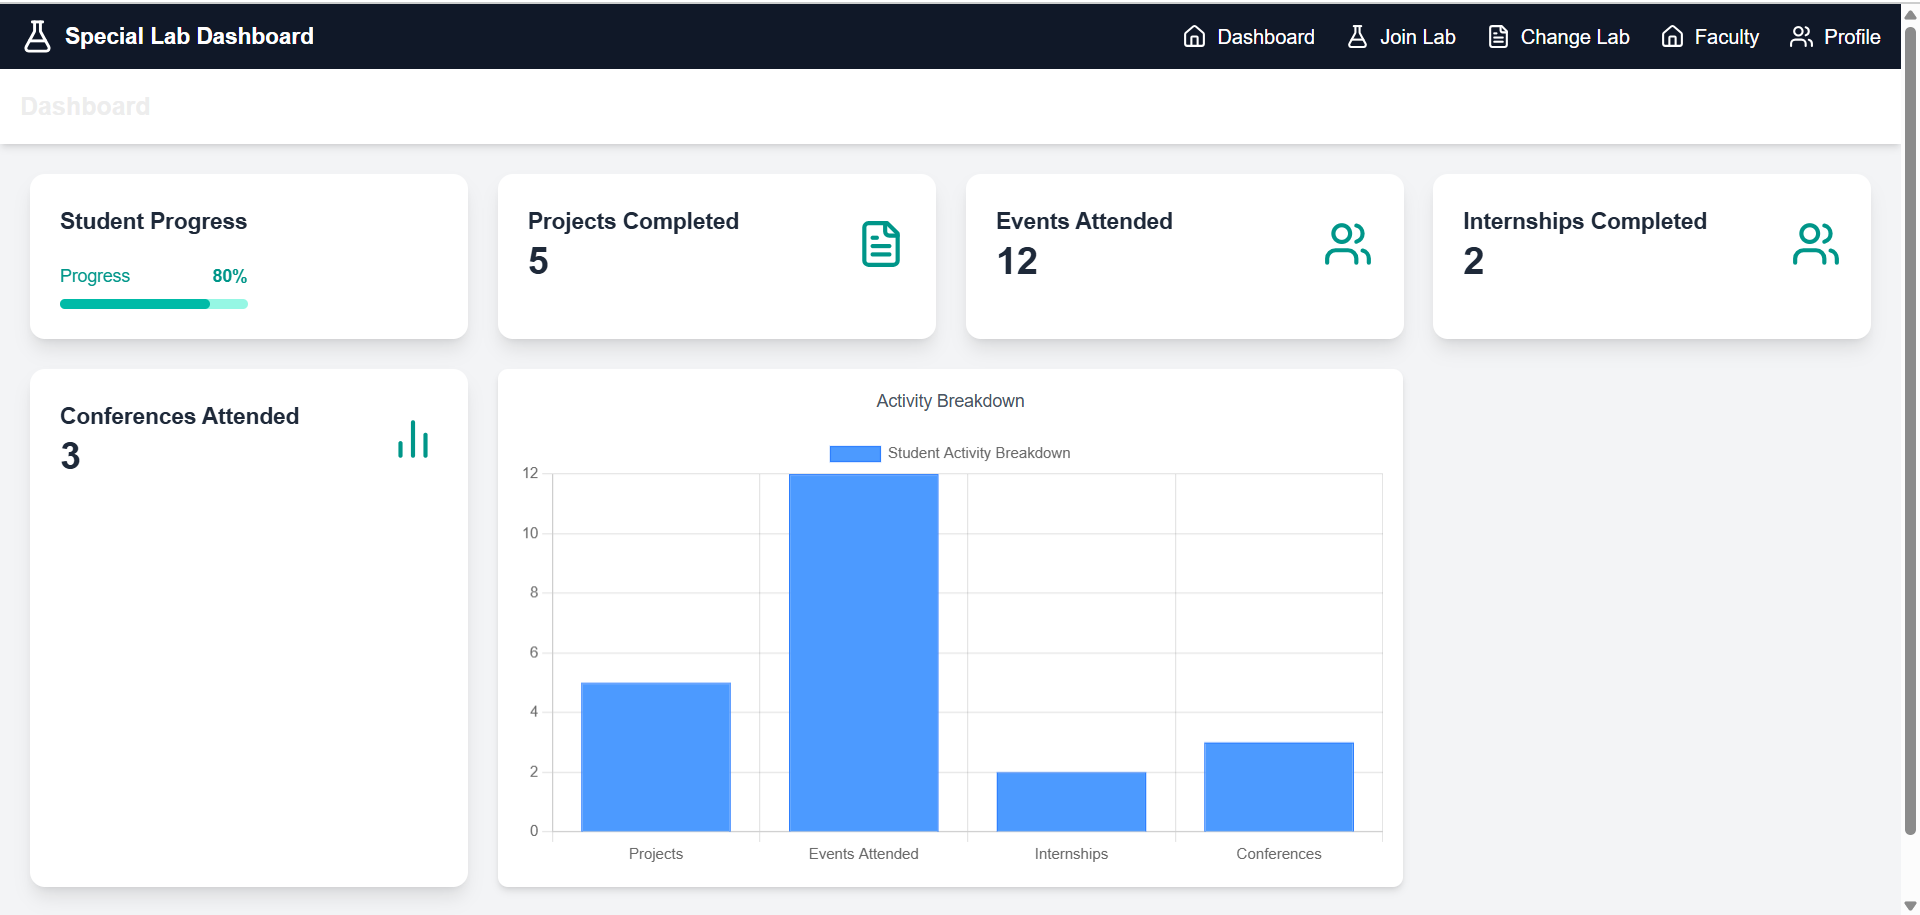 Special Lab Dashboard
Dashboard
Join Lab
Change Lab
Faculty
Profile
Dashboard
Student Progress
Progress 80%
Projects Completed
5
Events Attended
12
Internships Completed
2
Conferences Attended
3
Activity Breakdown
Student Activity Breakdown
12
10
8
6
4
2
0
Projects
Events Attended
Internships
Conferences